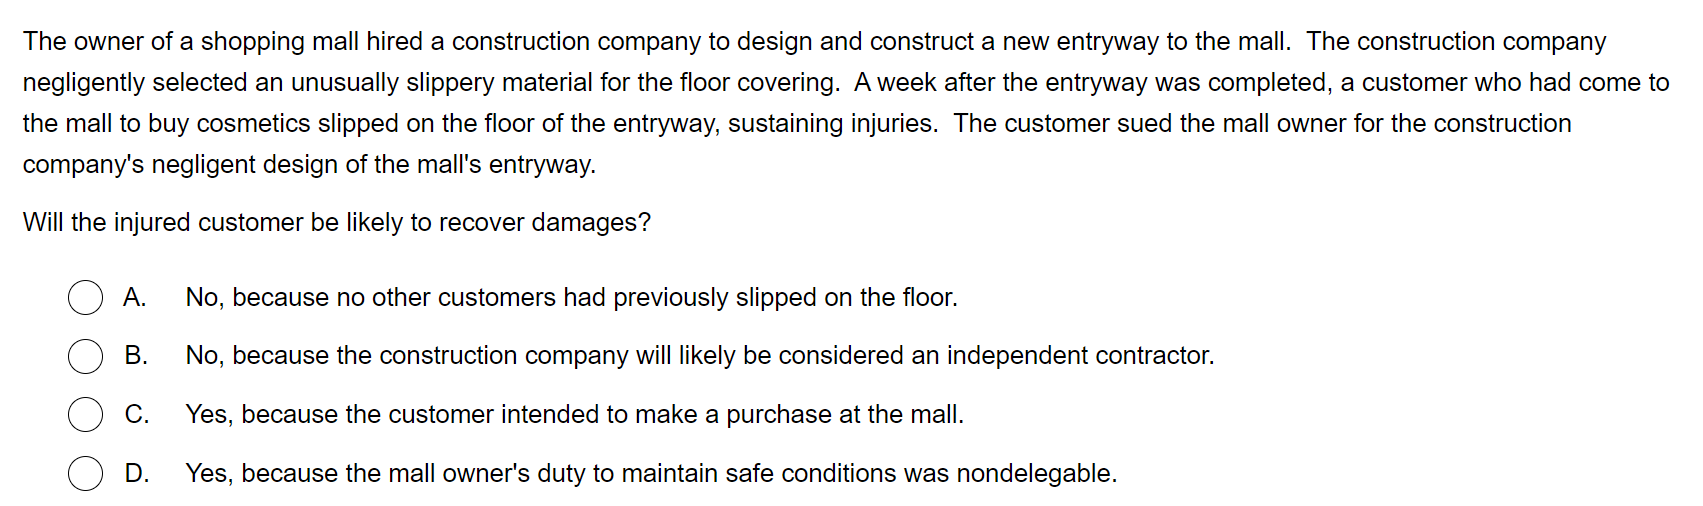 The owner of a shopping mall hired a construction company to design and construct a new entryway to the mall.  The construction company
negligently selected an unusually slippery material for the floor covering.  A week after the entryway was completed, a customer who had come to
the mall to buy cosmetics slipped on the floor of the entryway, sustaining injuries.  The customer sued the mall owner for the construction
company's negligent design of the mall's entryway.
Will the injured customer be likely to recover damages?
A. No, because no other customers had previously slipped on the floor.
B. No, because the construction company will likely be considered an independent contractor.
C. Yes, because the customer intended to make a purchase at the mall.
D. Yes, because the mall owner's duty to maintain safe conditions was nondelegable.